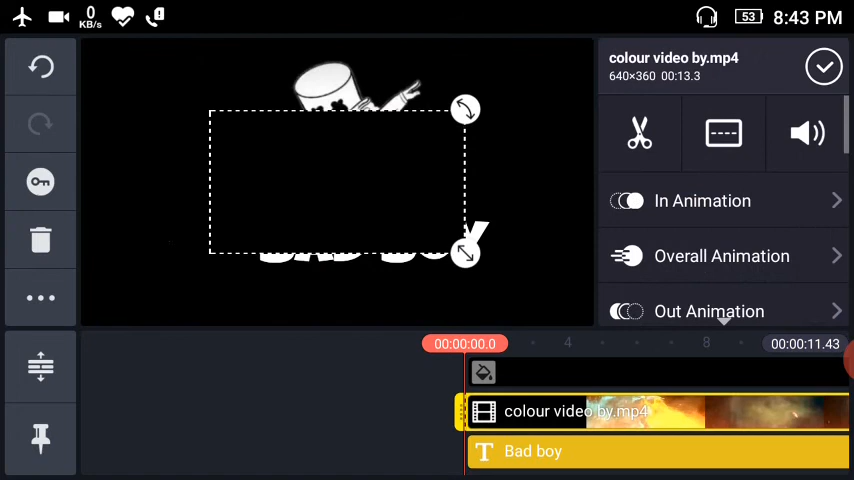 0
KB/s
53
8:43 PM
colour video by.mp4
640×360 00:13.3
In Animation
Overall Animation
Out Animation
00:00:00.0
4
8
00:00:11.43
colour video by.mp4
T Bad boy